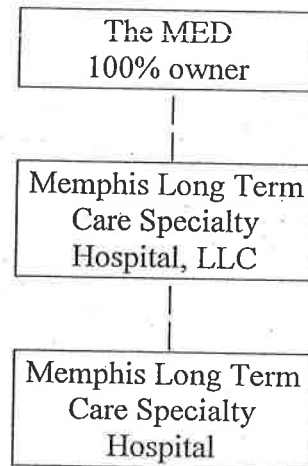 The MED
100% owner
Memphis Long Term
Care Specialty
Hospital, LLC
Memphis Long Term
Care Specialty
Hospital